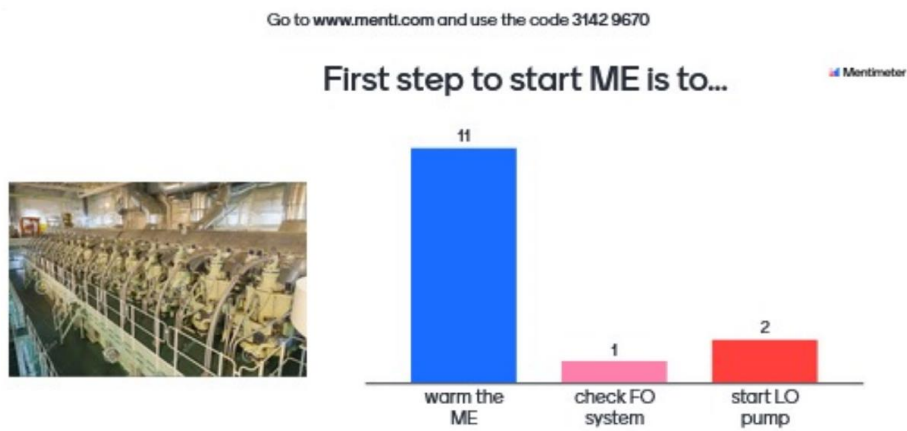 Go to www.menti.com and use the code 3142 9670
First step to start ME is to...
Mentimeter
11
1
2
warm the
ME
check FO
system
start LO
pump